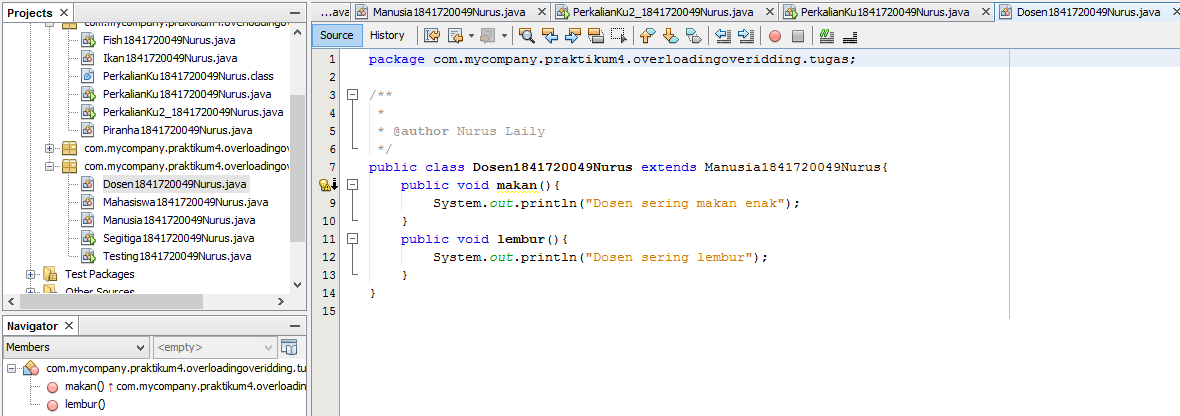 Projects
com.mycompany.praktikum4.overloadingov
Fish1841720049Nurus.java
Ikan1841720049Nurus.java
PerkalianKu1841720049Nurus.class
PerkalianKu1841720049Nurus.java
PerkalianKu2_1841720049Nurus.java
Piranha1841720049Nurus.java
com.mycompany.praktikum4.overloadingov
com.mycompany.praktikum4.overloadingov
Dosen1841720049Nurus.java
Mahasiswa1841720049Nurus.java
Manusia1841720049Nurus.java
Segitiga1841720049Nurus.java
Testing1841720049Nurus.java
Test Packages
Other Sources
Navigator
Members <empty>
com.mycompany.praktikum4.overloadingoveridding.tu
makan() ↑ com.mycompany.praktikum4.overloadin
lembur()
...ava Manusia1841720049Nurus.java PerkalianKu2_1841720049Nurus.java PerkalianKu1841720049Nurus.java Dosen1841720049Nurus.java
Source History
1 package com.mycompany.praktikum4.overloadingoveridding.tugas;
2
3 /**
4 *
5 * @author Nurus Laily
6 */
7 public class Dosen1841720049Nurus extends Manusia1841720049Nurus{
public void makan(){
9 System.out.println("Dosen sering makan enak");
10 }
11 public void lembur(){
12 System.out.println("Dosen sering lembur");
13 }
14 }
15